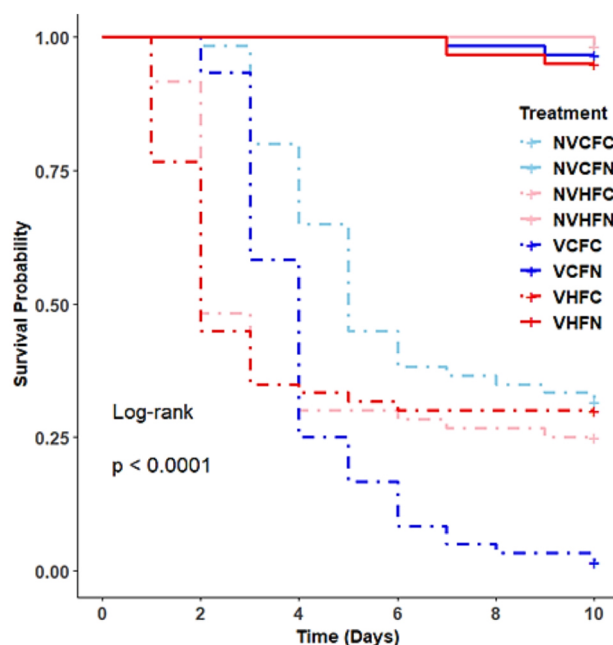 1.00
0.75
0.50
0.25
0.00
Survival Probability
Treatment
NVCFC
NVCFN
NVHFC
NVHFN
VCFC
VCFN
VHFC
VHFN
Log-rank
p < 0.0001
0 2 4 6 8 10
Time (Days)